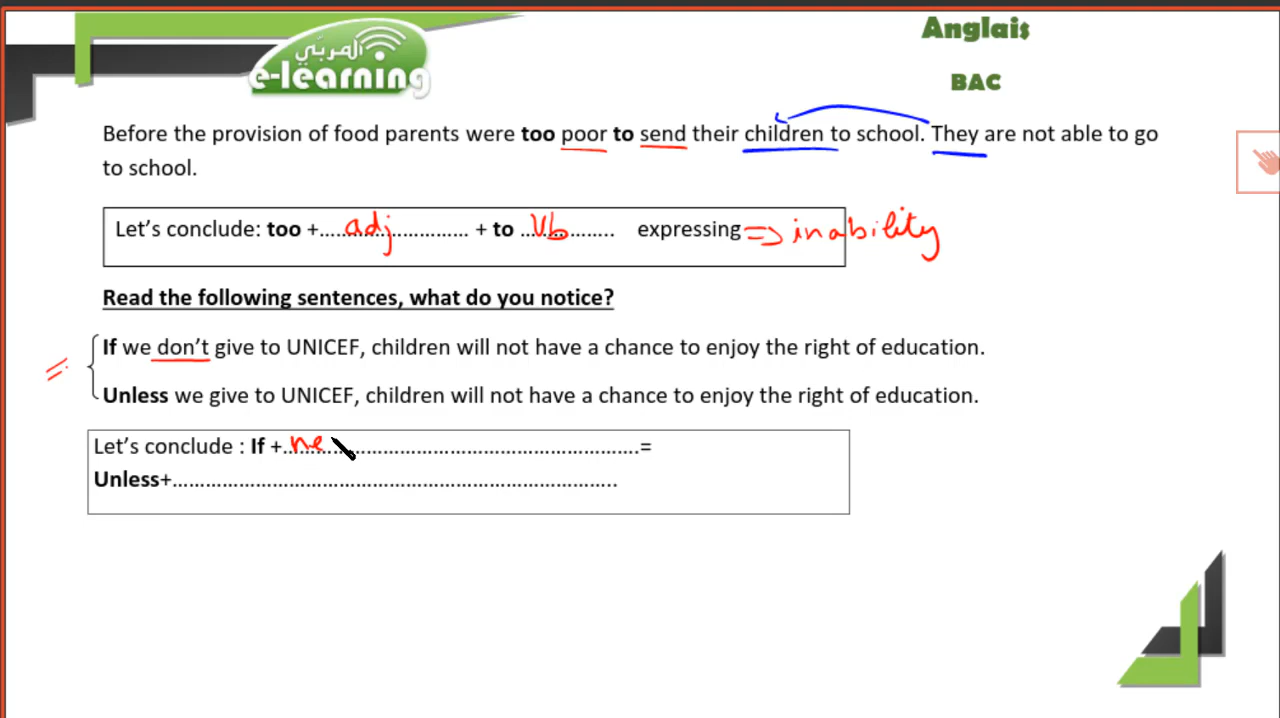 العربي
e-learning
Anglais
BAC
Before the provision of food parents were too poor to send their children to school. They are not able to go
to school.
Let's conclude: too +....adj............. + to ..Vb........ expressing => inability
Read the following sentences, what do you notice?
If we don't give to UNICEF, children will not have a chance to enjoy the right of education.
=
Unless we give to UNICEF, children will not have a chance to enjoy the right of education.
Let's conclude : If +.ne............................................................=
Unless+..........................................................................